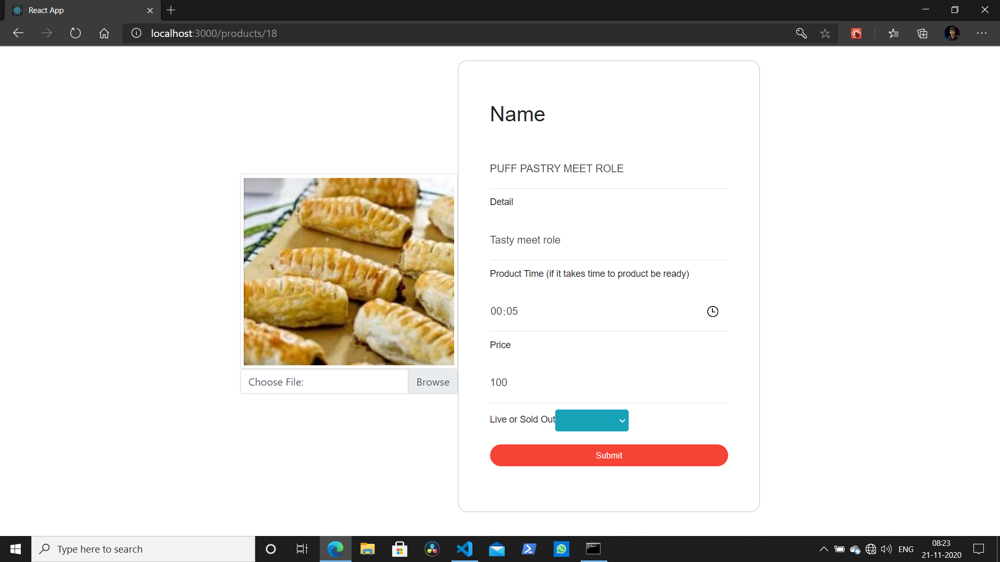 React App
localhost:3000/products/18
Name
PUFF PASTRY MEET ROLE
Detail
Tasty meet role
Product Time (if it takes time to product be ready)
00:05
Price
100
Choose File:
Browse
Live or Sold Out
Submit
Type here to search
ENG
08:23
21-11-2020